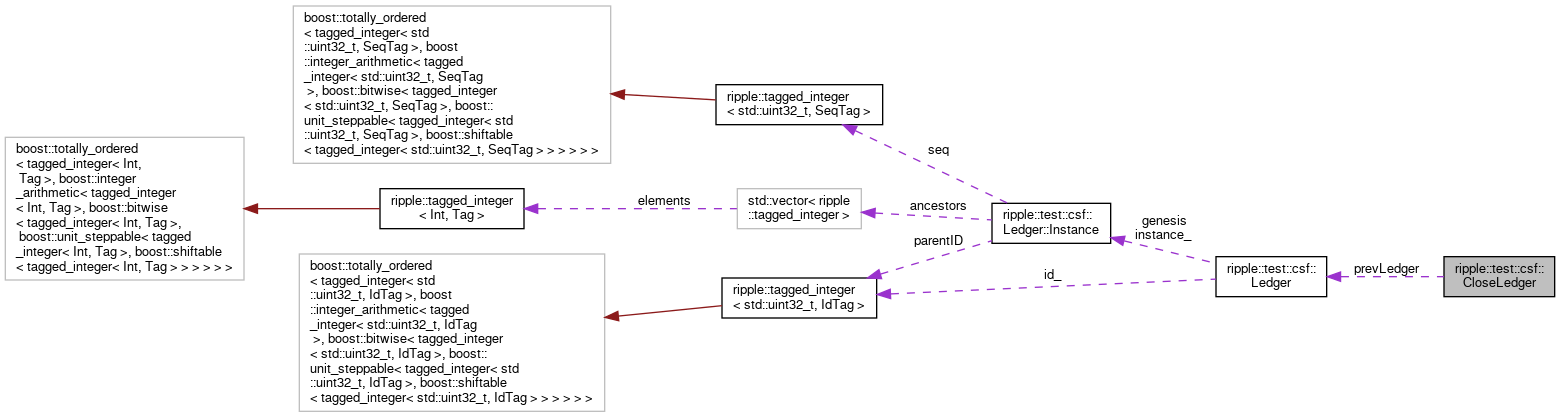 boost::totally_ordered
< tagged_integer< std
::uint32_t, SeqTag >, boost
::integer_arithmetic< tagged
_integer< std::uint32_t, SeqTag
>, boost::bitwise< tagged_integer
< std::uint32_t, SeqTag >, boost::
unit_steppable< tagged_integer< std
::uint32_t, SeqTag >, boost::shiftable
< tagged_integer< std::uint32_t, SeqTag > > > > > >
ripple::tagged_integer
< std::uint32_t, SeqTag >
seq
boost::totally_ordered
< tagged_integer< Int,
Tag >, boost::integer
_arithmetic< tagged_integer
< Int, Tag >, boost::bitwise
< tagged_integer< Int, Tag >,
boost::unit_steppable< tagged
_integer< Int, Tag >, boost::shiftable
< tagged_integer< Int, Tag > > > > > >
ripple::tagged_integer
< Int, Tag >
elements
std::vector< ripple
::tagged_integer >
ancestors
ripple::test::csf::
Ledger::Instance
parentID
genesis
instance_
boost::totally_ordered
< tagged_integer< std
::uint32_t, IdTag >, boost
::integer_arithmetic< tagged
_integer< std::uint32_t, IdTag
>, boost::bitwise< tagged_integer
< std::uint32_t, IdTag >, boost::
unit_steppable< tagged_integer< std
::uint32_t, IdTag >, boost::shiftable
< tagged_integer< std::uint32_t, IdTag > > > > > >
ripple::tagged_integer
< std::uint32_t, IdTag >
id_
ripple::test::csf::
Ledger
prevLedger
ripple::test::csf::
CloseLedger